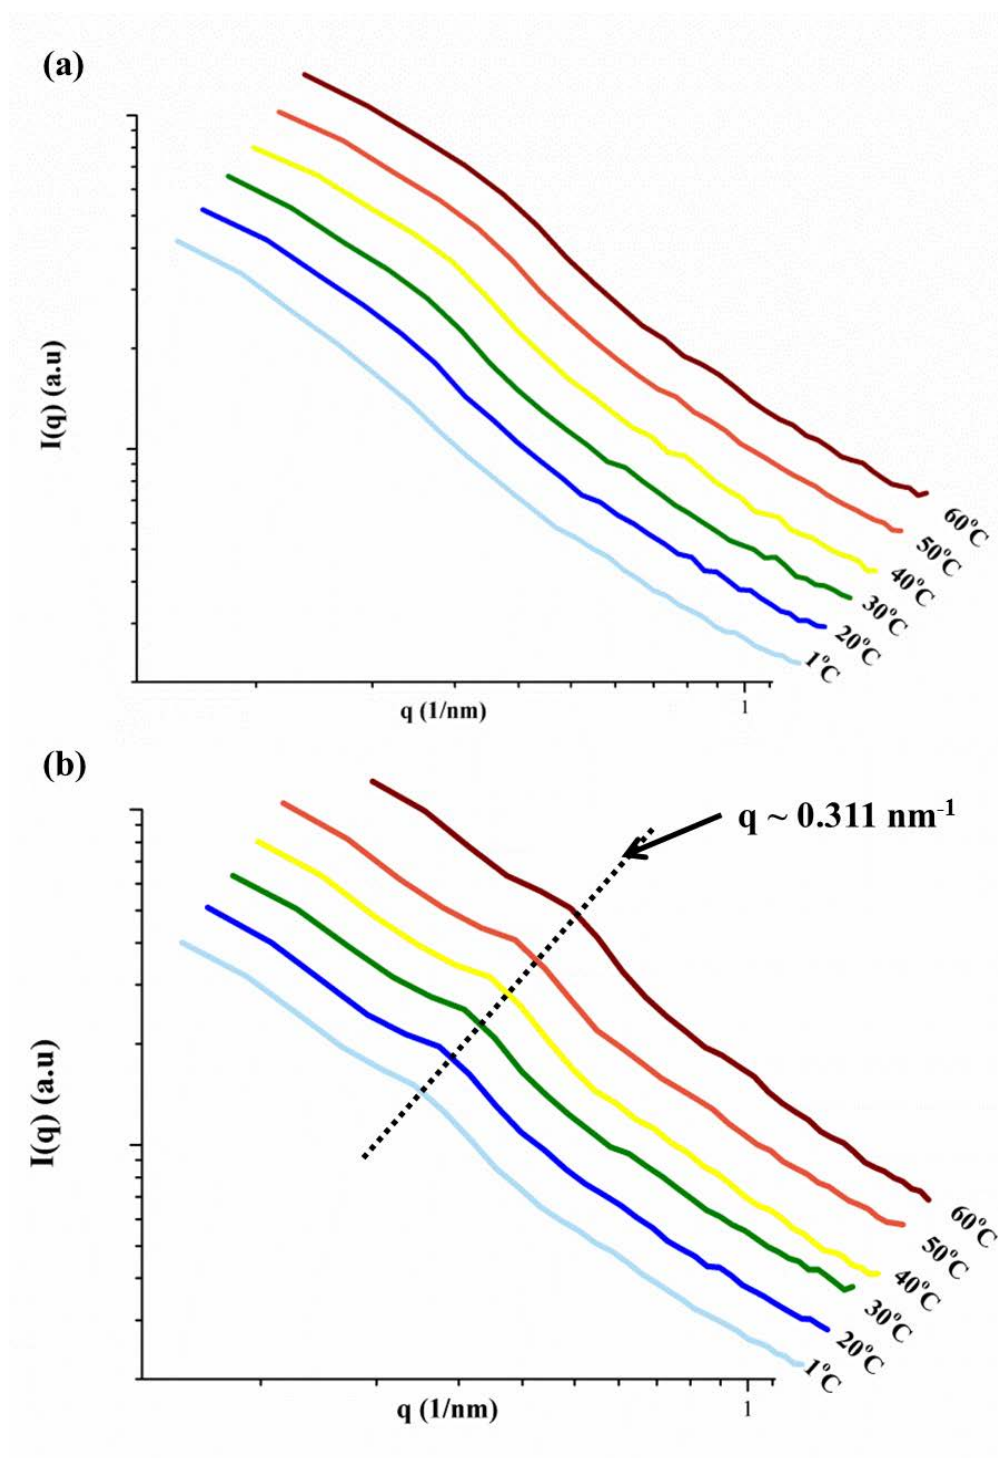 (a)
I(q) (a.u)
60°C
50°C
40°C
30°C
20°C
1°C
q (1/nm)
1
(b)
q ~ 0.311 nm⁻¹
I(q) (a.u)
60°C
50°C
40°C
30°C
20°C
1°C
q (1/nm)
1